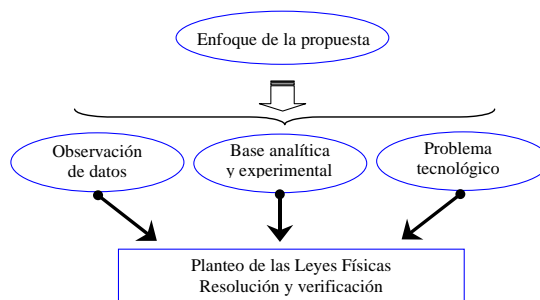 Enfoque de la propuesta
Observación
de datos
Base analítica
y experimental
Problema
tecnológico
Planteo de las Leyes Físicas
Resolución y verificación